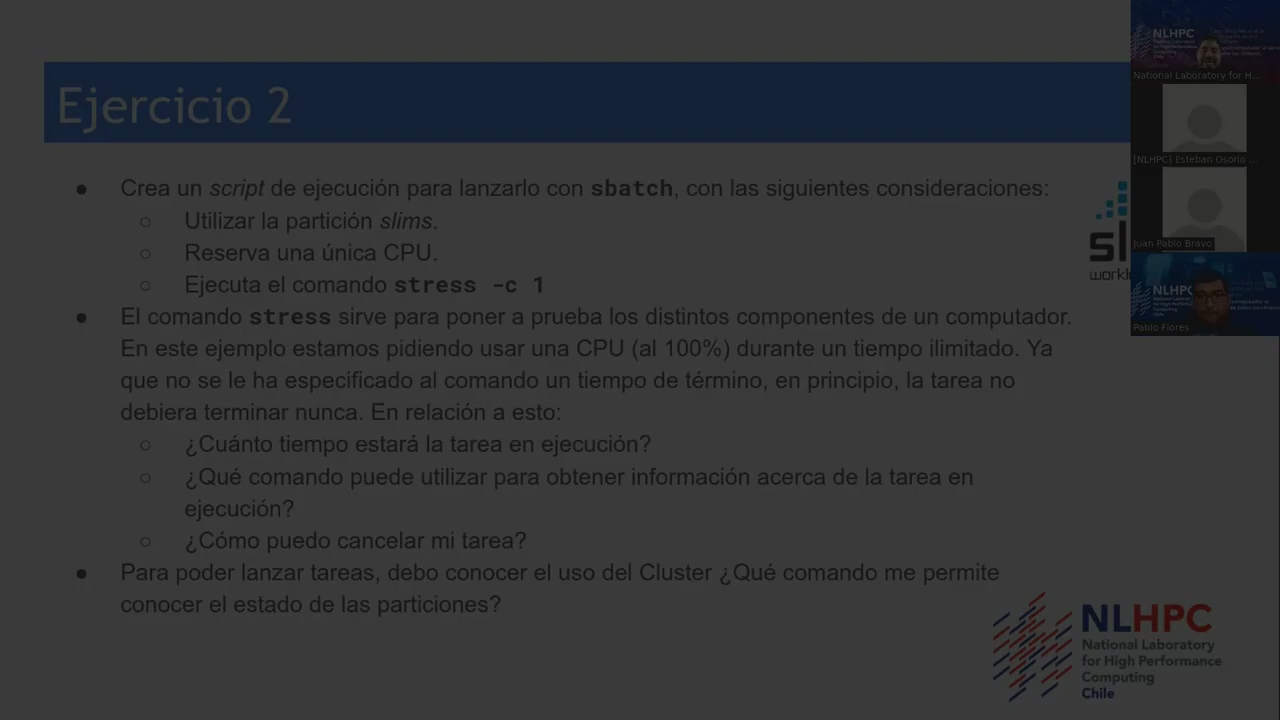 Ejercicio 2
● Crea un script de ejecución para lanzarlo con sbatch, con las siguientes consideraciones:
○ Utilizar la partición slims.
○ Reserva una única CPU.
○ Ejecuta el comando stress -c 1
● El comando stress sirve para poner a prueba los distintos componentes de un computador.
En este ejemplo estamos pidiendo usar una CPU (al 100%) durante un tiempo ilimitado. Ya
que no se le ha especificado al comando un tiempo de término, en principio, la tarea no
debiera terminar nunca. En relación a esto:
○ ¿Cuánto tiempo estará la tarea en ejecución?
○ ¿Qué comando puede utilizar para obtener información acerca de la tarea en
ejecución?
○ ¿Cómo puedo cancelar mi tarea?
● Para poder lanzar tareas, debo conocer el uso del Cluster ¿Qué comando me permite
conocer el estado de las particiones?
NLHPC
National Laboratory
for High Performance
Computing
Chile
NLHPC
National Laboratory for H...
[NLHPC] Esteban Osorio ...
Juan Pablo Bravo
NLHPC
Pablo Flores